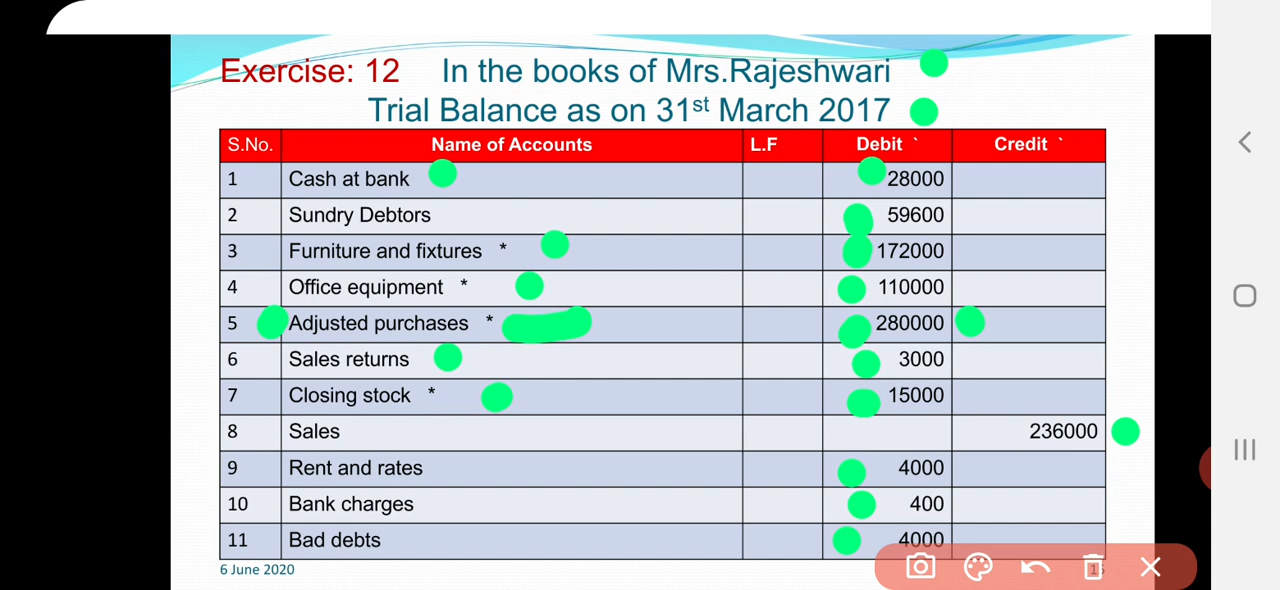 Exercise: 12 In the books of Mrs.Rajeshwari
Trial Balance as on 31st March 2017
S.No. Name of Accounts L.F Debit ` Credit `
1 Cash at bank 28000
2 Sundry Debtors 59600
3 Furniture and fixtures * 172000
4 Office equipment * 110000
5 Adjusted purchases * 280000
6 Sales returns 3000
7 Closing stock * 15000
8 Sales 236000
9 Rent and rates 4000
10 Bank charges 400
11 Bad debts 4000
6 June 2020